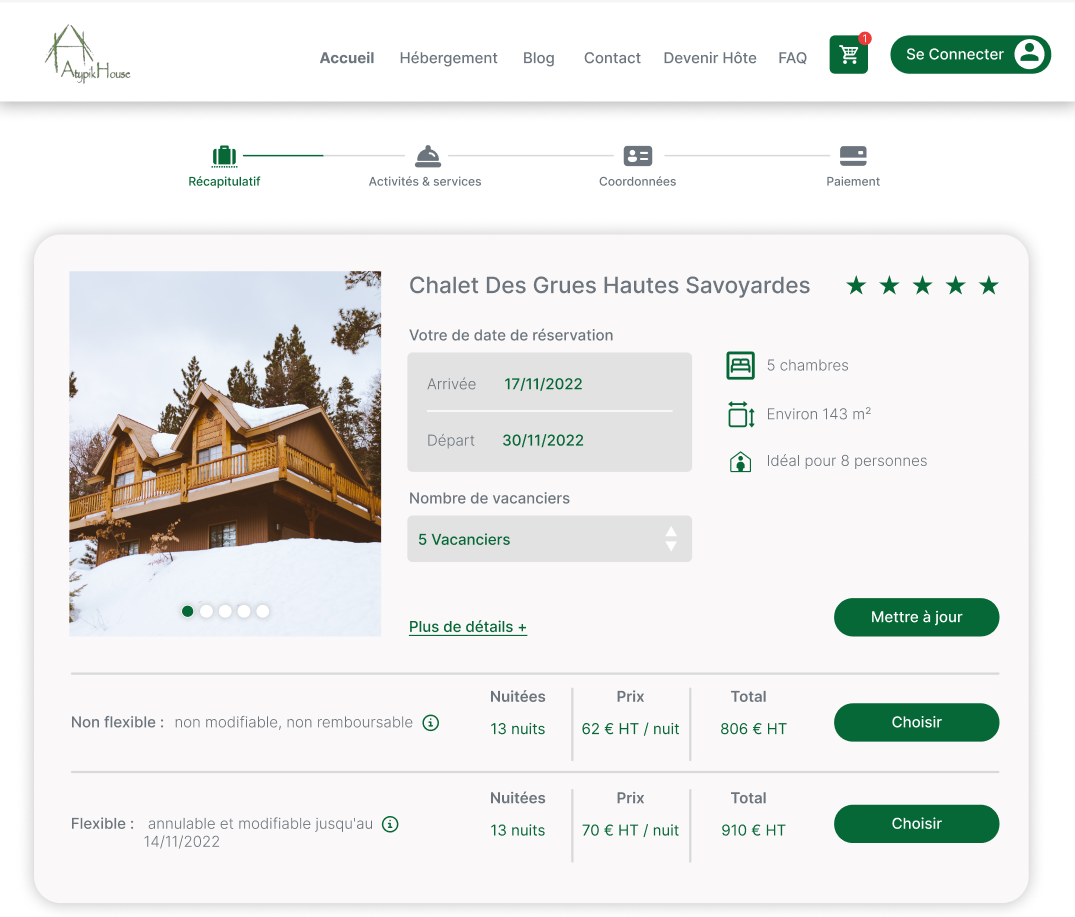 AtypikHouse
Accueil Hébergement Blog Contact Devenir Hôte FAQ 1 Se Connecter
Récapitulatif Activités & services Coordonnées Paiement
Chalet Des Grues Hautes Savoyardes
Votre de date de réservation
Arrivée 17/11/2022
Départ 30/11/2022
5 chambres
Environ 143 m²
Idéal pour 8 personnes
Nombre de vacanciers
5 Vacanciers
Plus de détails +
Mettre à jour
Nuitées Prix Total
Non flexible : non modifiable, non remboursable
13 nuits 62 € HT / nuit 806 € HT
Choisir
Nuitées Prix Total
Flexible : annulable et modifiable jusqu'au
14/11/2022
13 nuits 70 € HT / nuit 910 € HT
Choisir